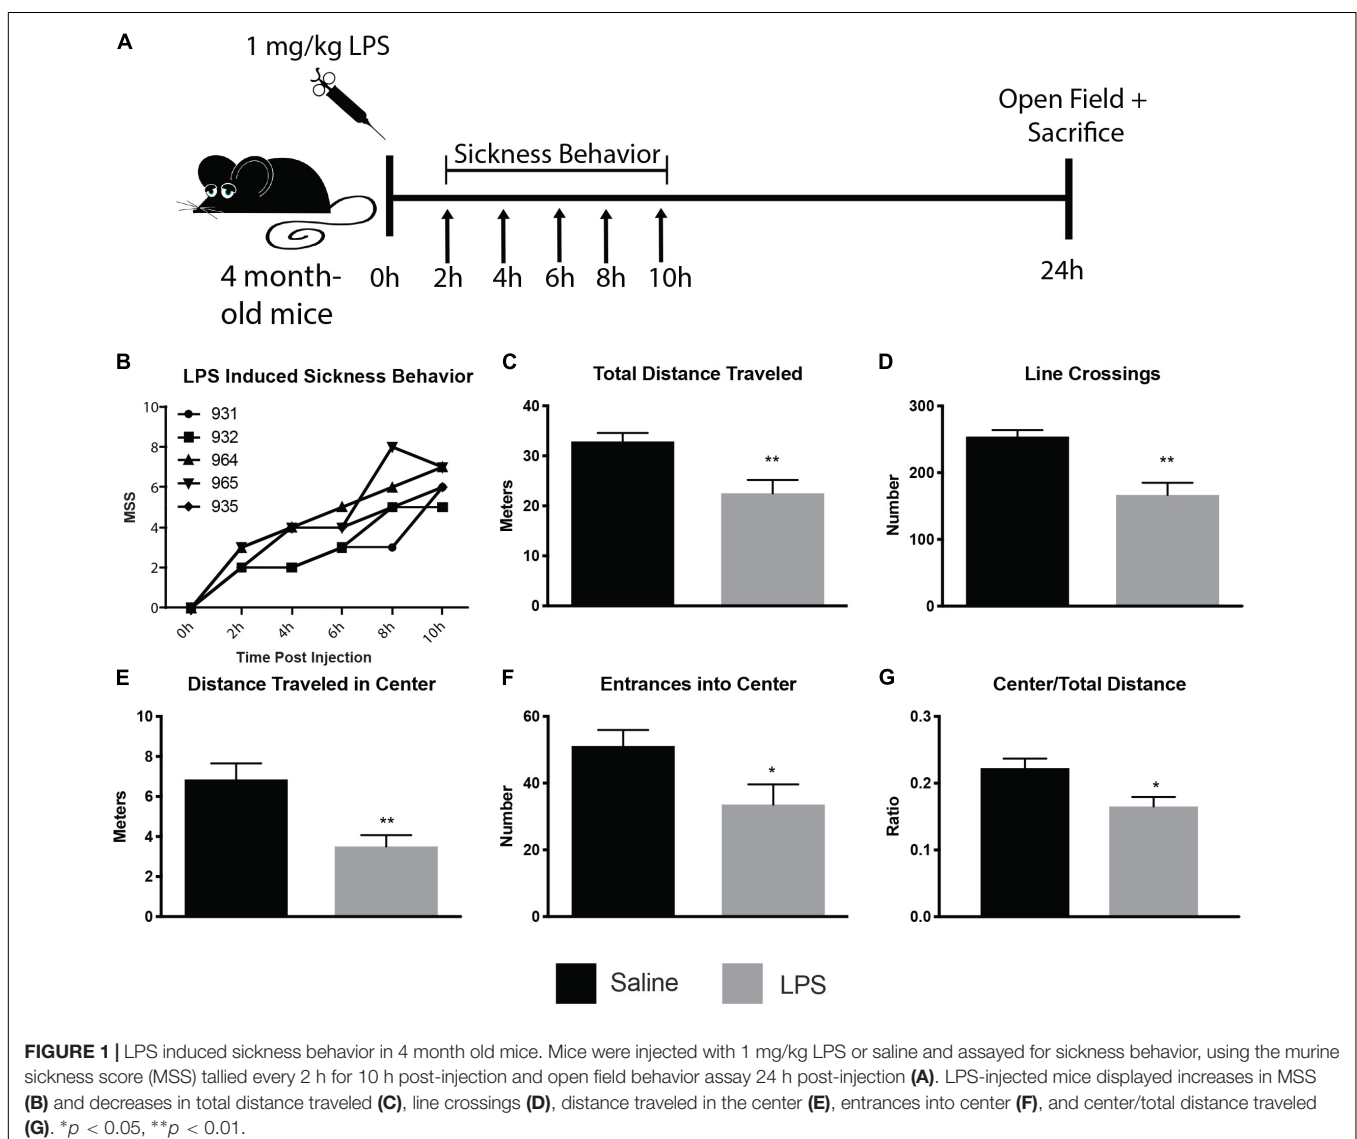 A
1 mg/kg LPS
Open Field +
Sacrifice
Sickness Behavior
4 month-
old mice
0h
2h
4h
6h
8h
10h
24h
B
LPS Induced Sickness Behavior
10
8
6
4
2
0
MSS
931
932
964
965
935
0h
2h
4h
6h
8h
10h
Time Post Injection
C
Total Distance Traveled
40
30
20
10
0
Meters
**
D
Line Crossings
300
200
100
0
Number
**
E
Distance Traveled in Center
10
8
6
4
2
0
Meters
**
F
Entrances into Center
60
40
20
0
Number
*
G
Center/Total Distance
0.3
0.2
0.1
0.0
Ratio
*
Saline
LPS
FIGURE 1 | LPS induced sickness behavior in 4 month old mice. Mice were injected with 1 mg/kg LPS or saline and assayed for sickness behavior, using the murine
sickness score (MSS) tallied every 2 h for 10 h post-injection and open field behavior assay 24 h post-injection (A). LPS-injected mice displayed increases in MSS
(B) and decreases in total distance traveled (C), line crossings (D), distance traveled in the center (E), entrances into center (F), and center/total distance traveled
(G). *p < 0.05, **p < 0.01.